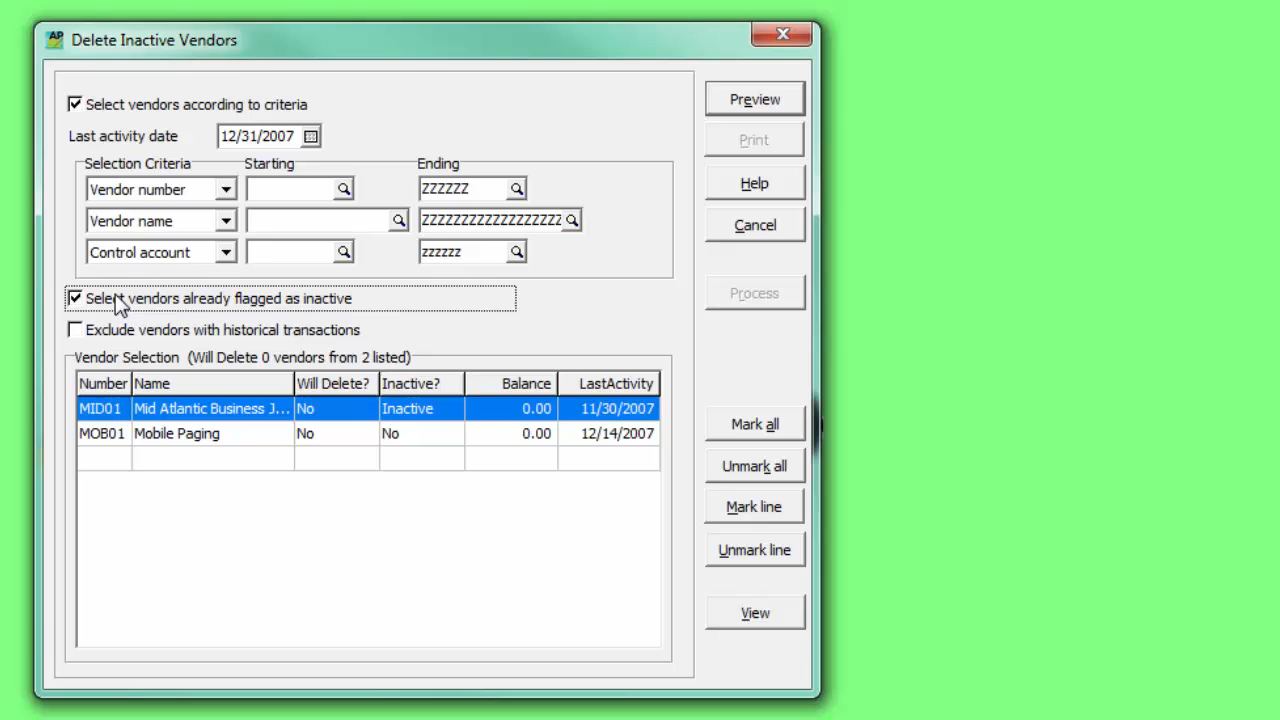 AP Delete Inactive Vendors
Select vendors according to criteria
Last activity date 12/31/2007
Selection Criteria Starting Ending
Vendor number ZZZZZZ
Vendor name ZZZZZZZZZZZZZZZZZZ
Control account zzzzzz
Select vendors already flagged as inactive
Exclude vendors with historical transactions
Vendor Selection (Will Delete 0 vendors from 2 listed)
Number Name Will Delete? Inactive? Balance LastActivity
MID01 Mid Atlantic Business J... No Inactive 0.00 11/30/2007
MOB01 Mobile Paging No No 0.00 12/14/2007
Preview
Print
Help
Cancel
Process
Mark all
Unmark all
Mark line
Unmark line
View